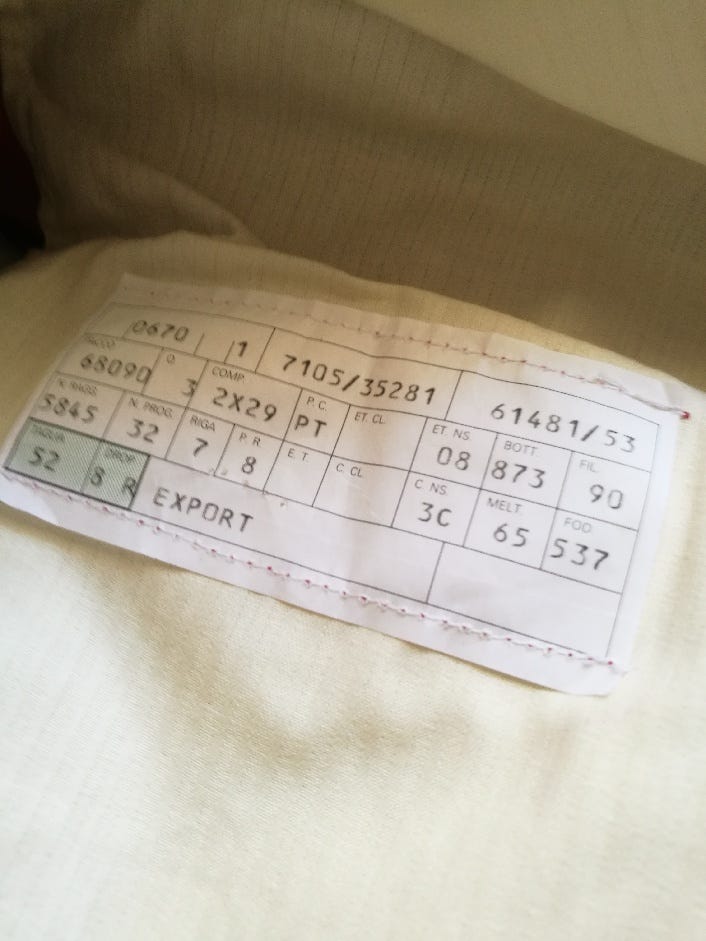 0670 1 7105/35281 61481/53
68090 Q. 3 COMP. 2X29 P.C. PT ET. CL. ET. NS. 08 BOTT. 873 FIL. 90
5845 N. PROG. 32 RIGA 7 P.R. 8 E.T. C. CL. C. NS. 3C MELT. 65 FOD. 537
TAGLIA 52 DROP 8 R EXPORT